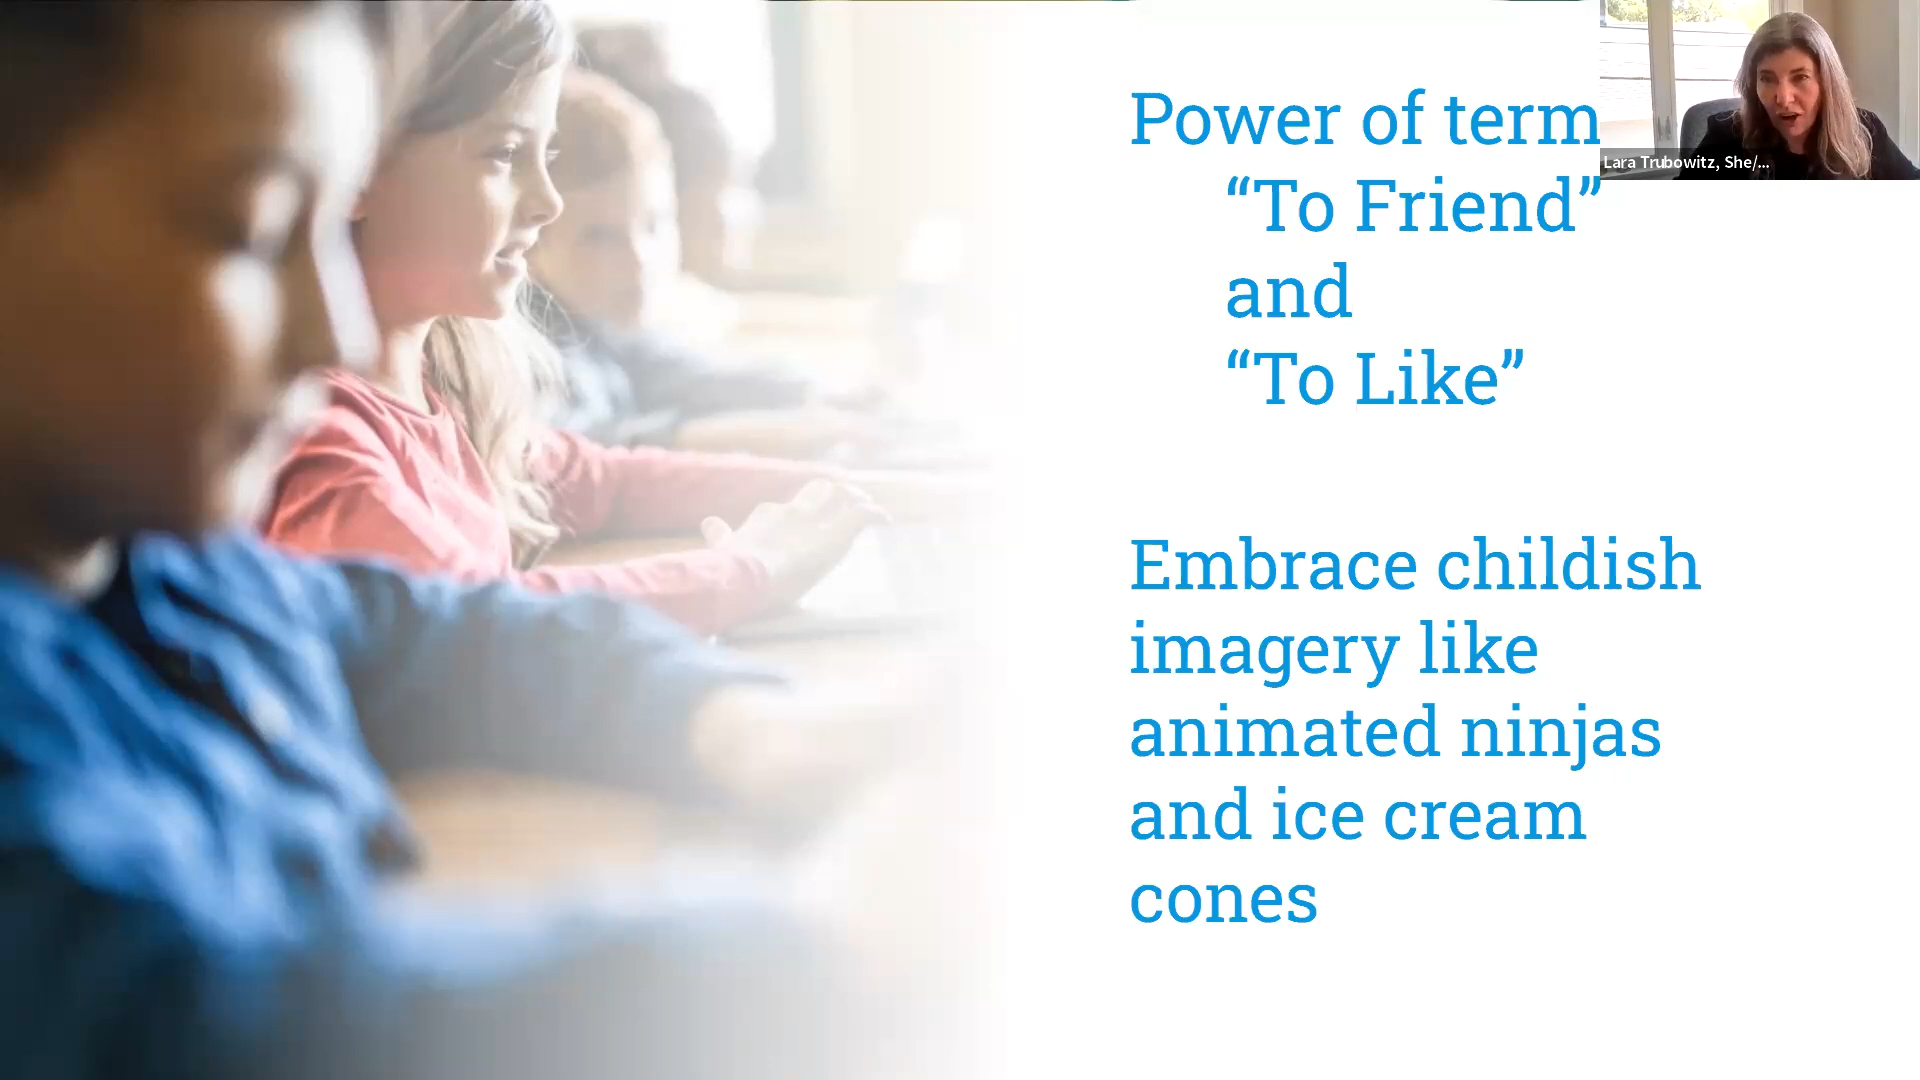 Power of term
“To Friend”
and
“To Like”
Embrace childish
imagery like
animated ninjas
and ice cream
cones
Lara Trubowitz, She/...